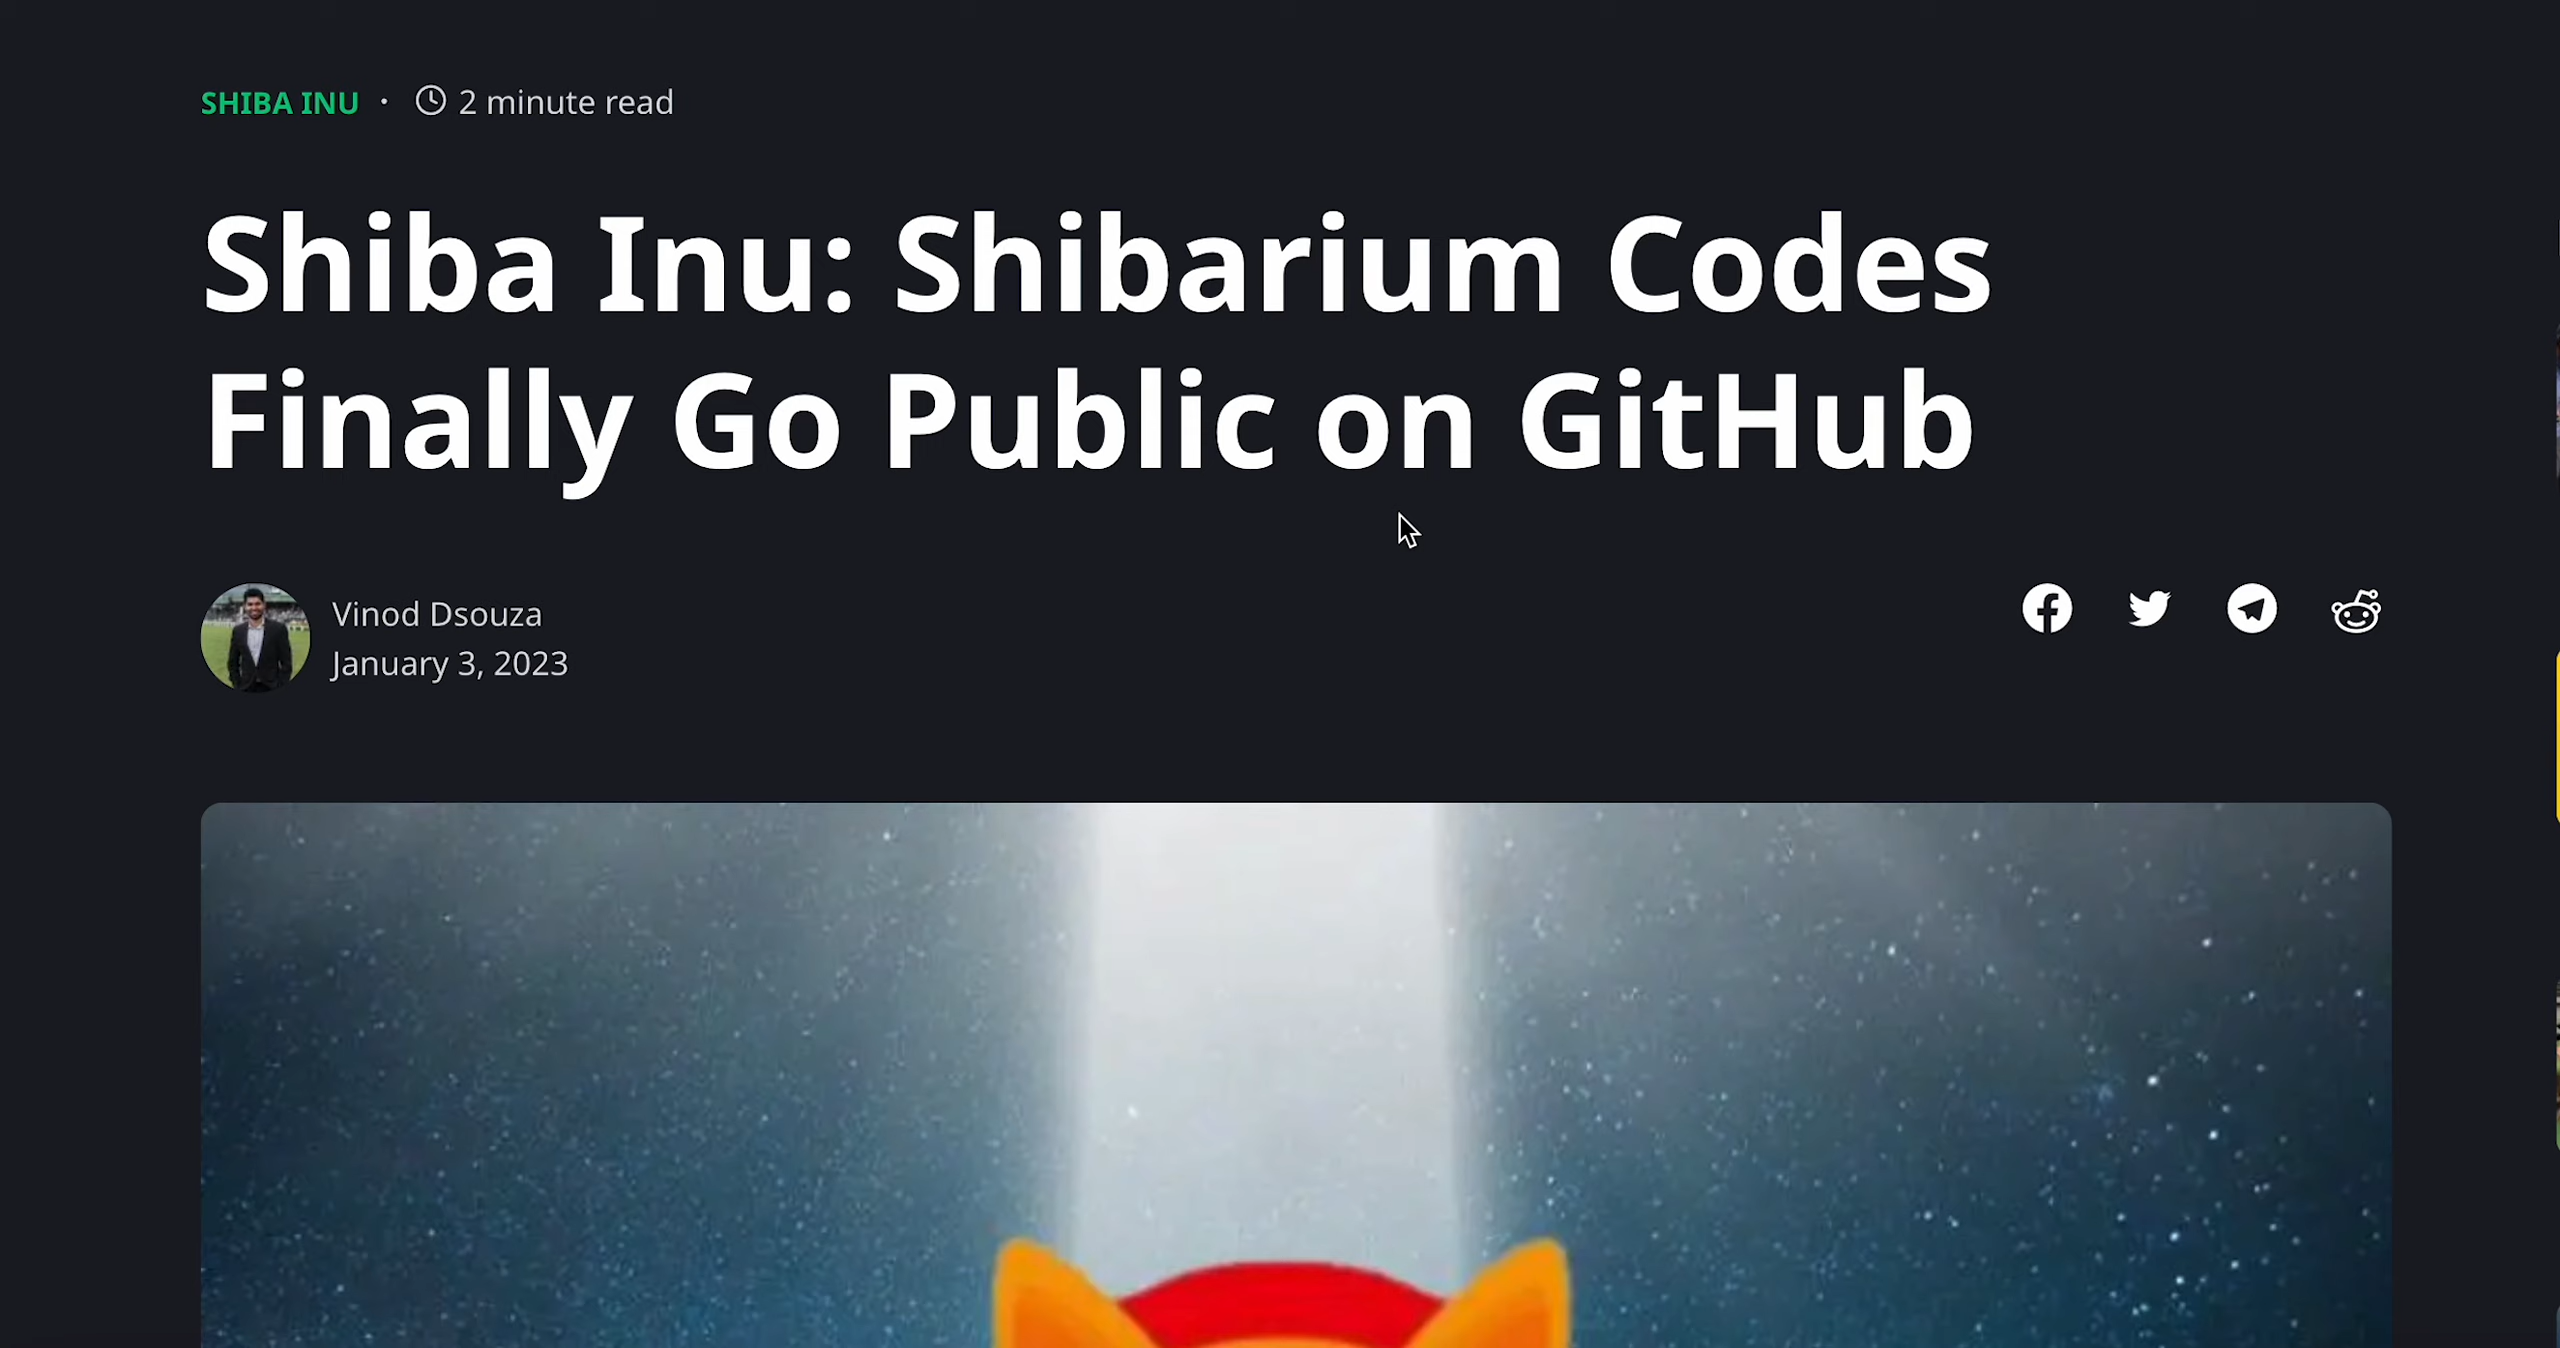 SHIBA INU · 2 minute read
Shiba Inu: Shibarium Codes
Finally Go Public on GitHub
Vinod Dsouza
January 3, 2023